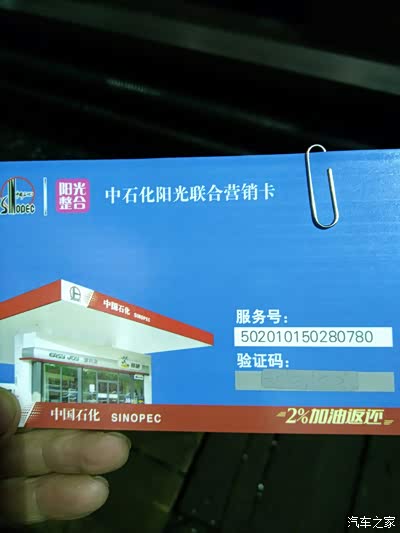 SINOPEC
阳光
整合
中石化阳光联合营销卡
中国石化
SINOPEC
EASY JOY
服务号：
502010150280780
验证码：
中国石化 SINOPEC
2%加油返还
汽车之家